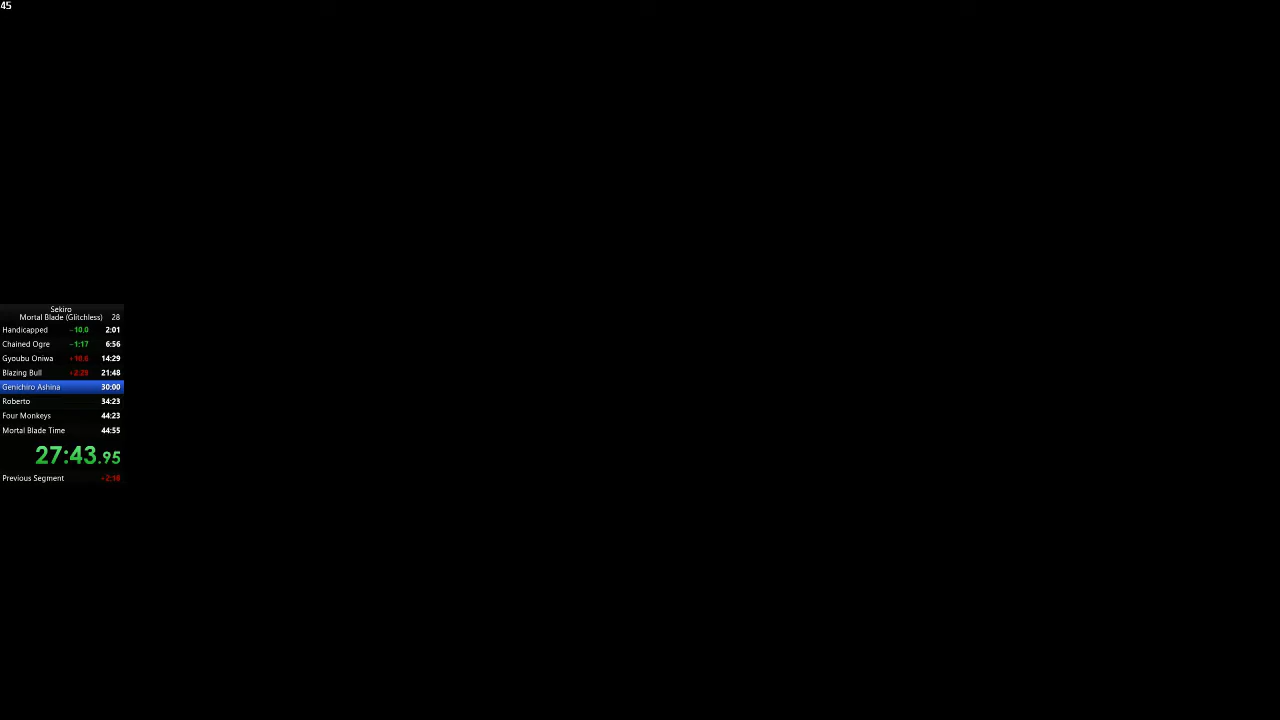 45
Sekiro
Mortal Blade (Glitchless) 28
Handicapped -10.0 2:01
Chained Ogre -1:17 6:56
Gyoubu Oniwa 14:29
Blazing Bull 21:48
Genichiro Ashina 30:00
Roberto 34:23
Four Monkeys 44:23
Mortal Blade Time 44:55
27:43.95
Previous Segment +2:18